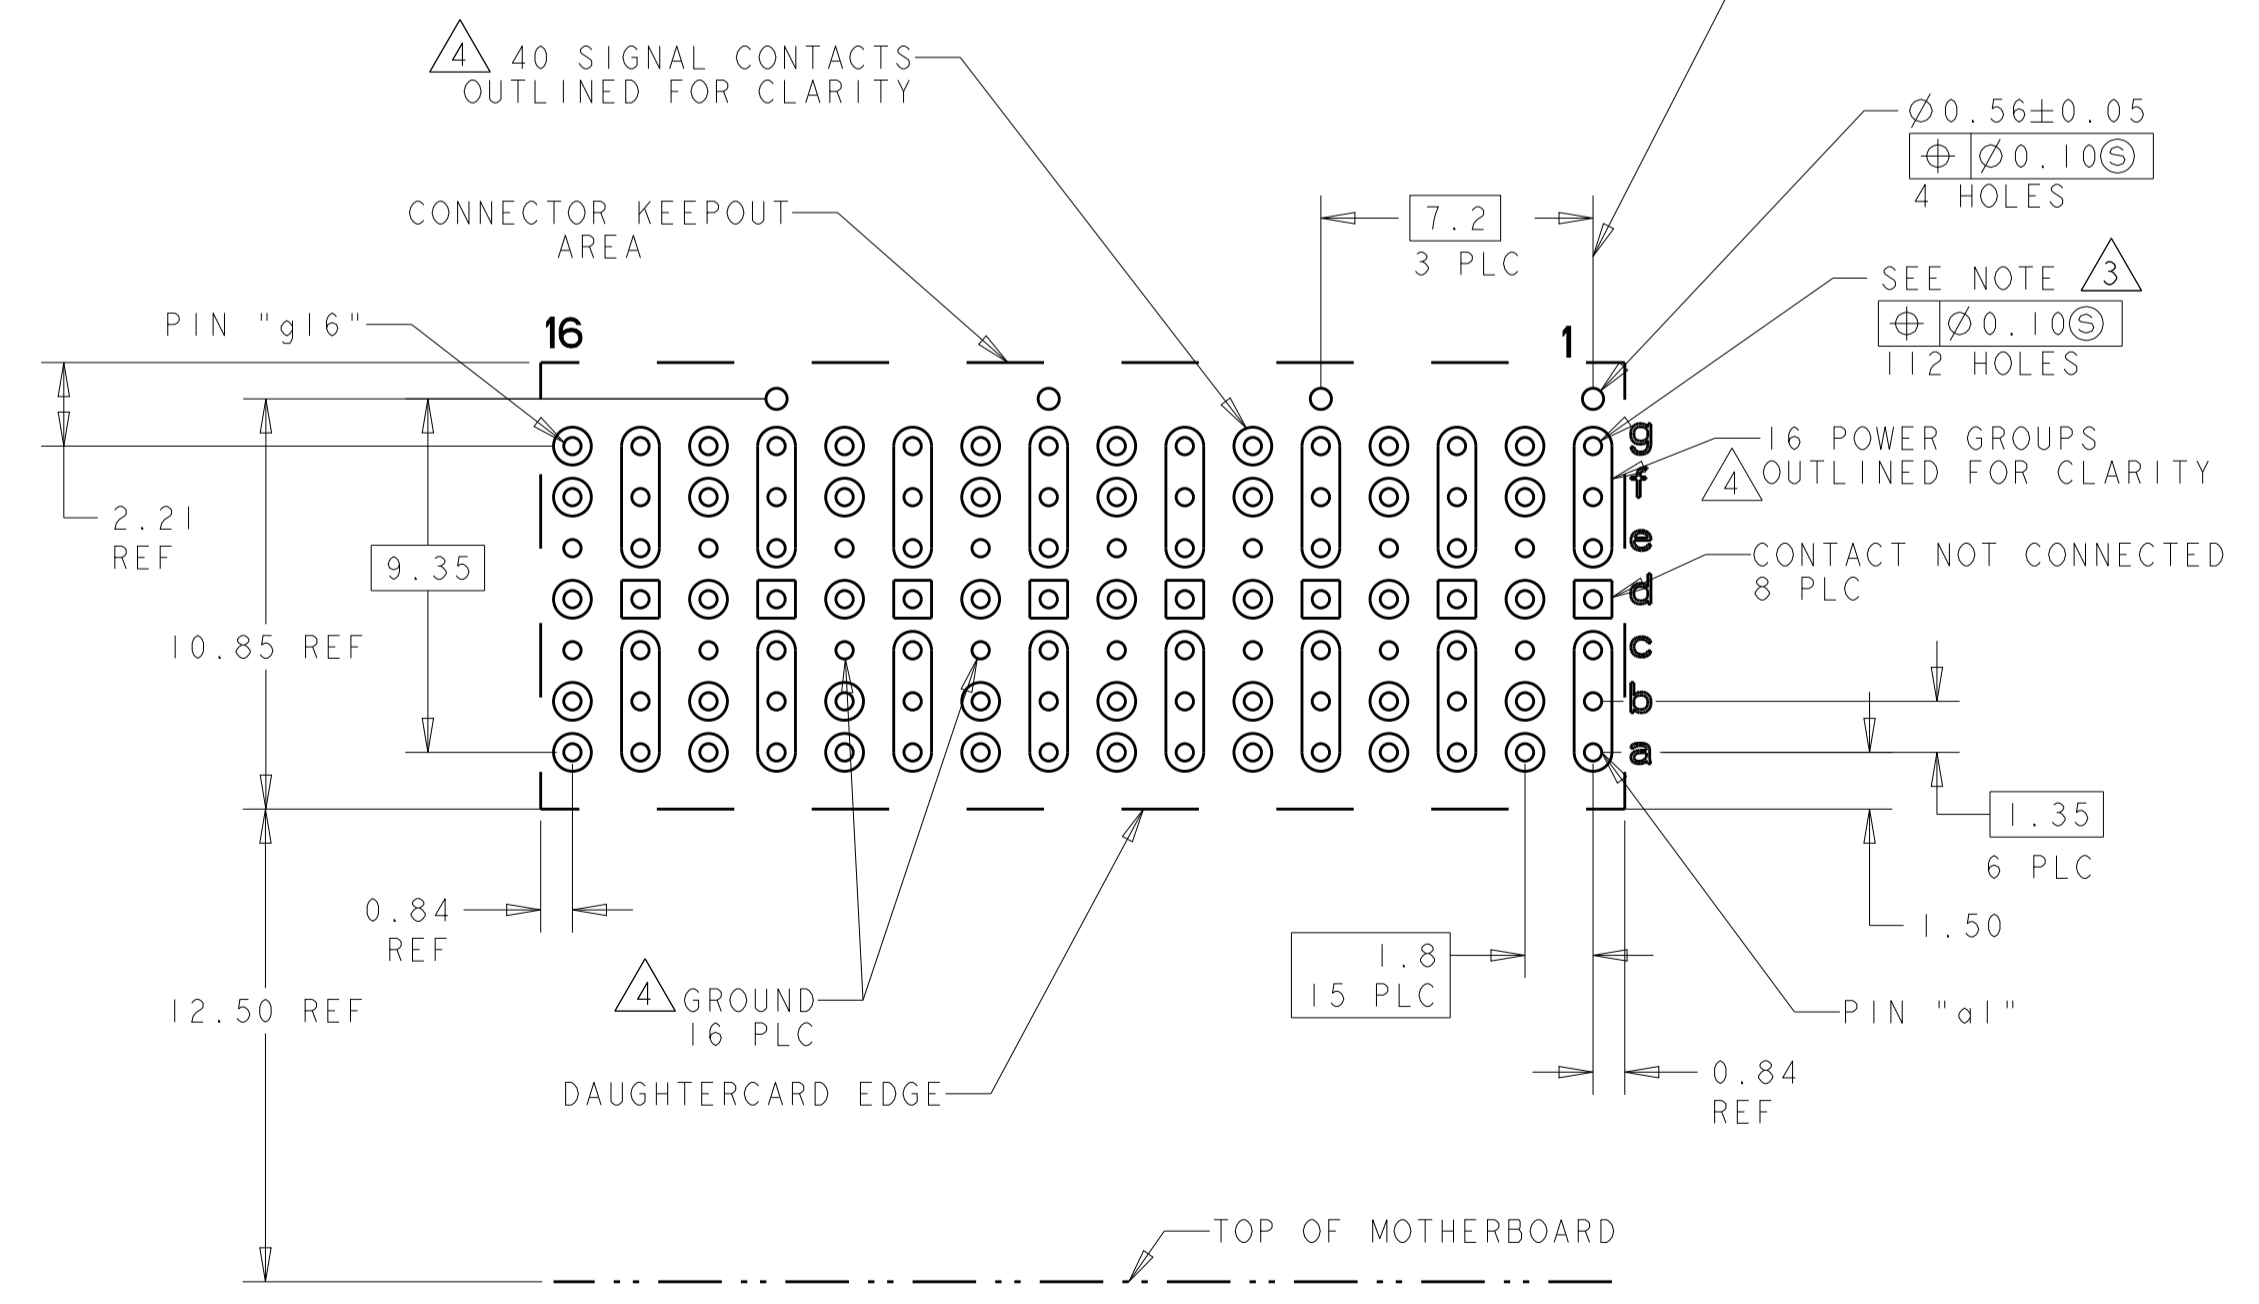 4 40 SIGNAL CONTACTS
OUTLINED FOR CLARITY
Ø0.56±0.05
⌖ Ø0.10Ⓢ
4 HOLES
CONNECTOR KEEPOUT
AREA
7.2
3 PLC
SEE NOTE 3
⌖ Ø0.10Ⓢ
112 HOLES
PIN "g16"
16
1
g
f
e
d
c
b
a
16 POWER GROUPS
4 OUTLINED FOR CLARITY
2.21
REF
9.35
CONTACT NOT CONNECTED
8 PLC
10.85 REF
1.35
6 PLC
0.84
REF
1.50
1.8
15 PLC
4 GROUND
16 PLC
12.50 REF
PIN "a1"
DAUGHTERCARD EDGE
0.84
REF
TOP OF MOTHERBOARD